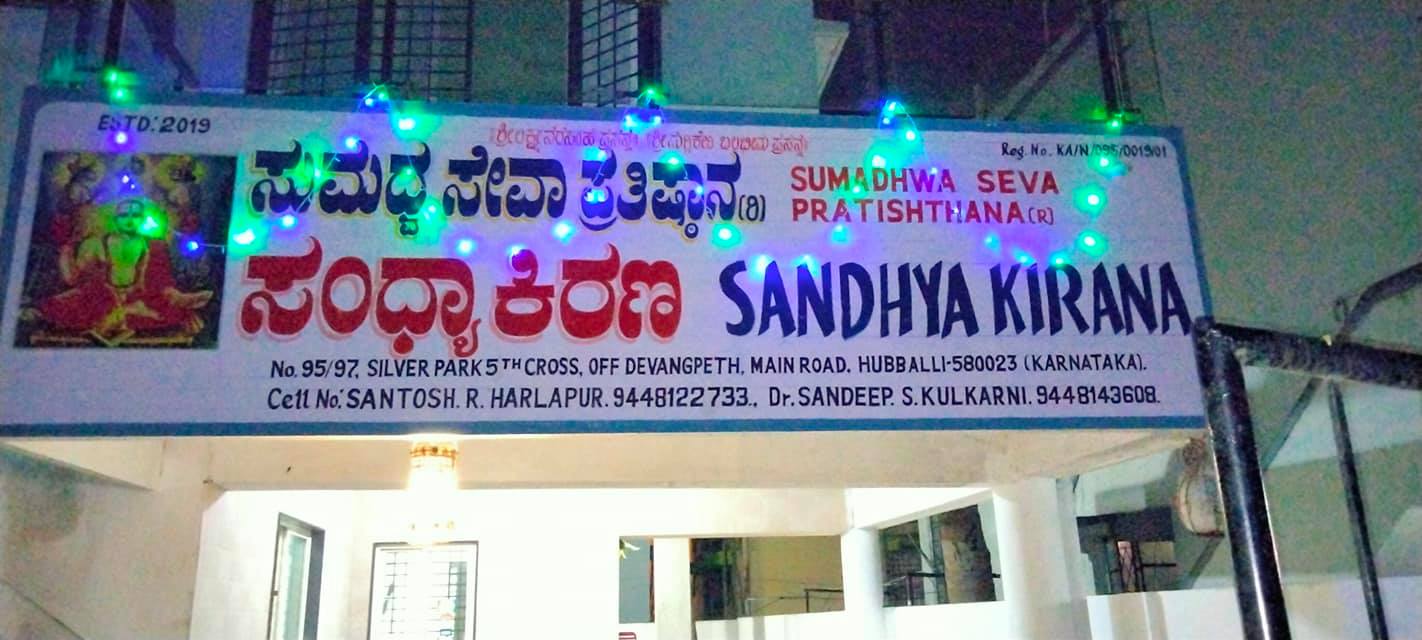 ESTD:2019
Reg. No. KA/N/095/0019/01
ಸುಮಧ್ವ ಸೇವಾ ಪ್ರತಿಷ್ಠಾನ(ರಿ)
SUMADHWA SEVA
PRATISHTHANA(R)
ಸಂಧ್ಯಾ ಕಿರಣ SANDHYA KIRANA
No. 95/97, SILVER PARK 5TH CROSS, OFF DEVANGPETH, MAIN ROAD. HUBBALLI-580023 (KARNATAKA).
Cell No: SANTOSH. R. HARLAPUR. 9448122733., Dr. SANDEEP. S. KULKARNI. 9448143608.